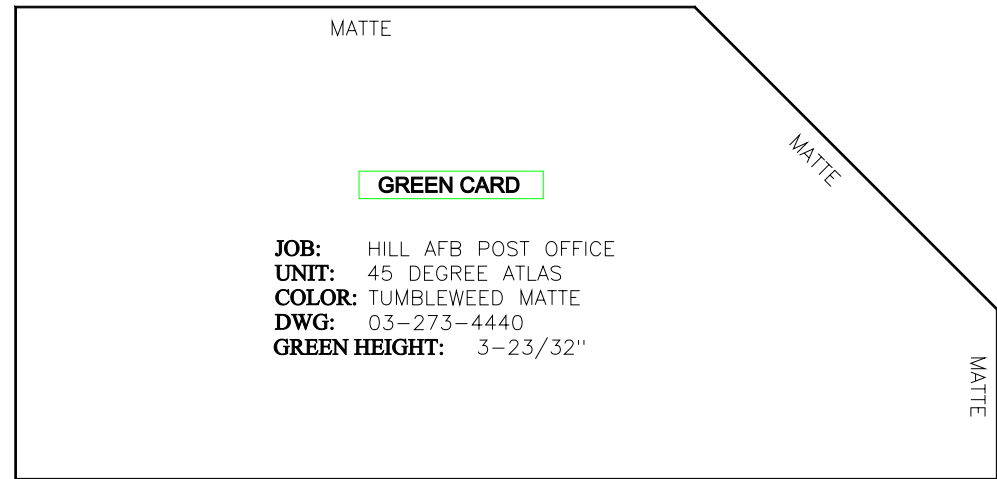 MATTE
MATTE
GREEN CARD
JOB: HILL AFB POST OFFICE
UNIT: 45 DEGREE ATLAS
COLOR: TUMBLEWEED MATTE
DWG: 03-273-4440
GREEN HEIGHT: 3-23/32"
MATTE